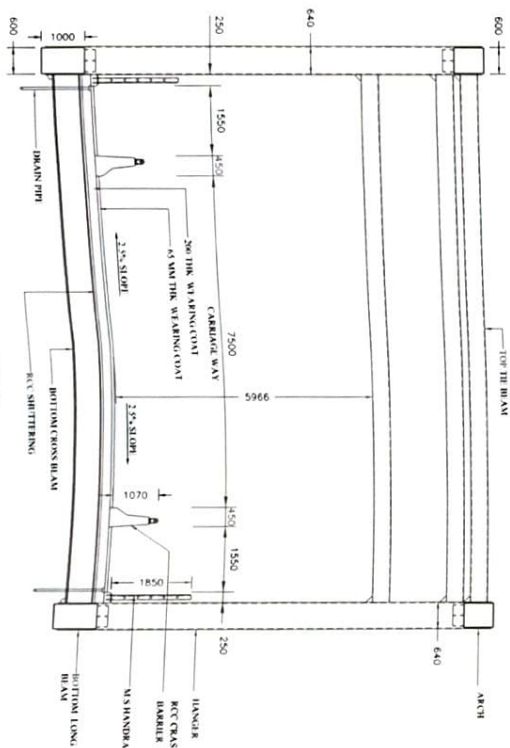 600
640
600
1000
250
TOP TIE BEAM
1550
450
DRAIN PIPE
200 THK WEARING COAT
65 MM THK WEARING COAT
2.5% SLOPE
CARRIAGE WAY
7500
5966
RCC SHUTTERING
BOTTOM CROSS BEAM
2.5% SLOPE
1070
450
1550
1850
250
640
BOTTOM LONG
BEAM
M.S HANDRA
RCC CRAS
BARRIER
HANGER
ARCH